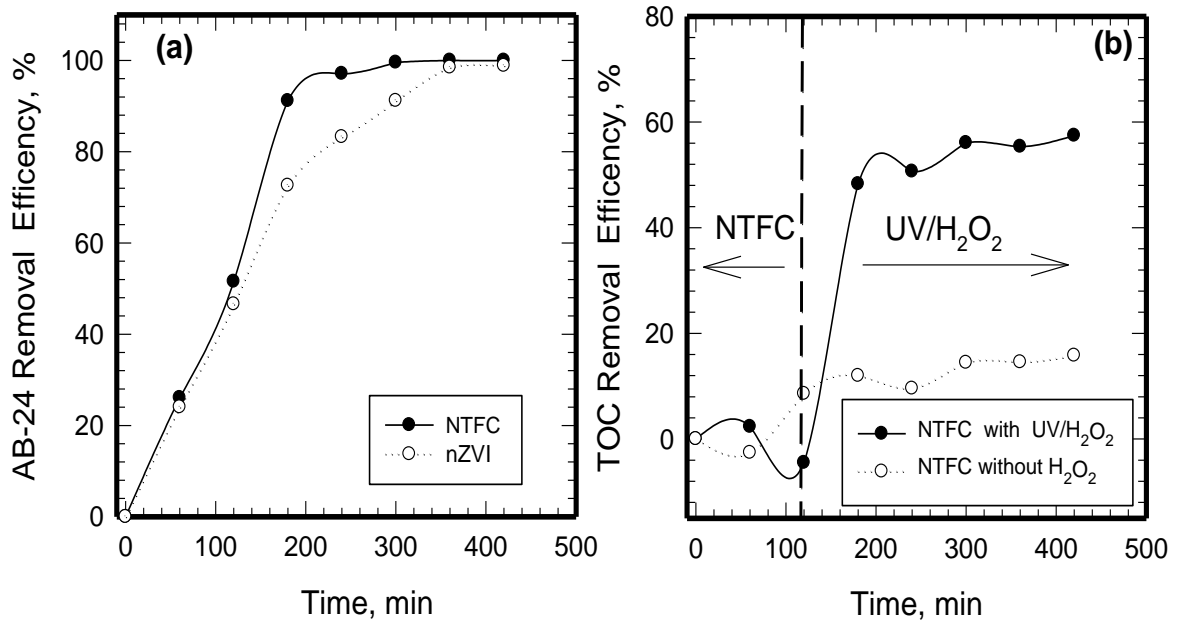 (a)
AB-24 Removal Efficency, %
100
80
60
40
20
0
0 100 200 300 400 500
Time, min
NTFC
nZVI
(b)
TOC Removal Efficency, %
80
60
40
20
0
0 100 200 300 400 500
Time, min
NTFC
UV/H₂O₂
NTFC with UV/H₂O₂
NTFC without H₂O₂